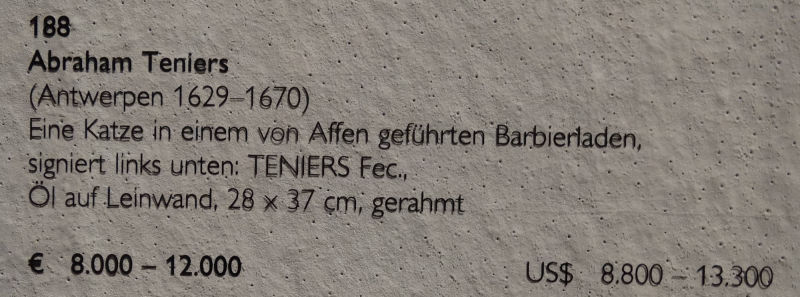 188
Abraham Teniers
(Antwerpen 1629–1670)
Eine Katze in einem von Affen geführten Barbierladen,
signiert links unten: TENIERS Fec.,
Öl auf Leinwand, 28 x 37 cm, gerahmt
€ 8.000 – 12.000 US$ 8.800 – 13.300